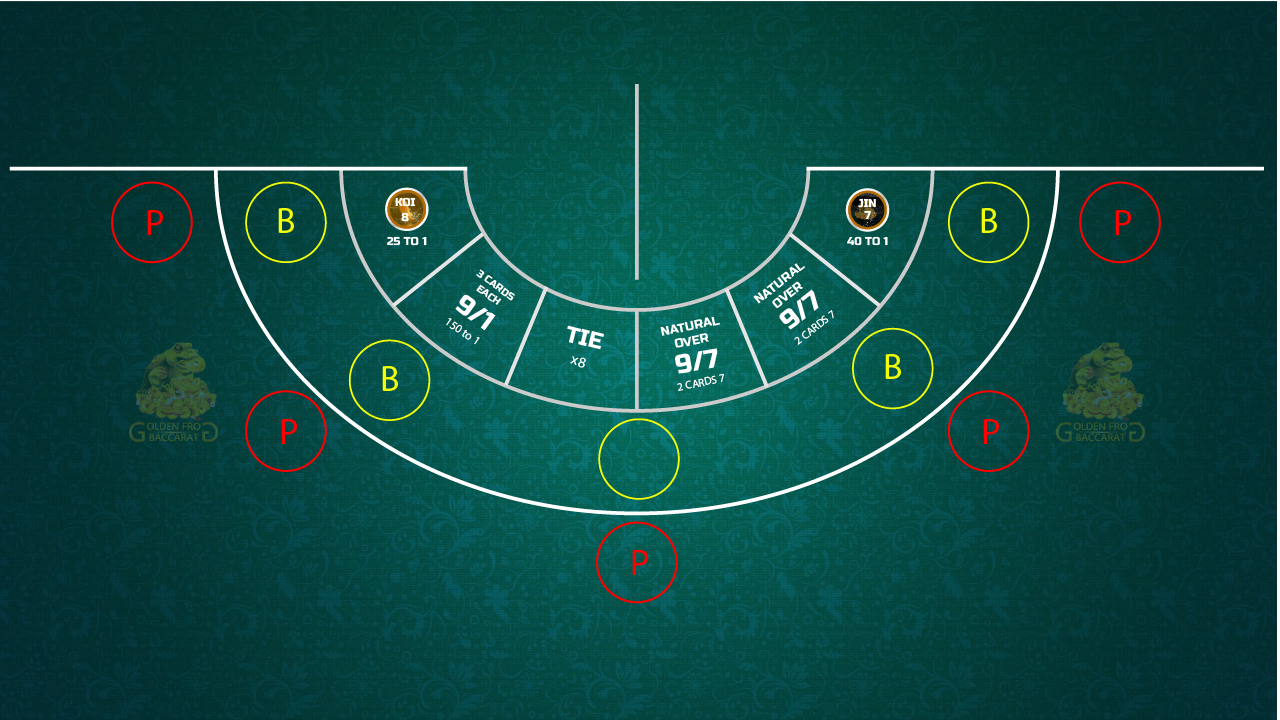 P
B
KOI
8
25 TO 1
3 CARDS
EACH
9/1
150 to 1
TIE
x8
NATURAL
OVER
9/7
2 CARDS 7
NATURAL
OVER
9/7
2 CARDS 7
JIN
7
40 TO 1
B
P
B
P
GOLDEN FROG
BACCARAT
P
B
P
GOLDEN FROG
BACCARAT